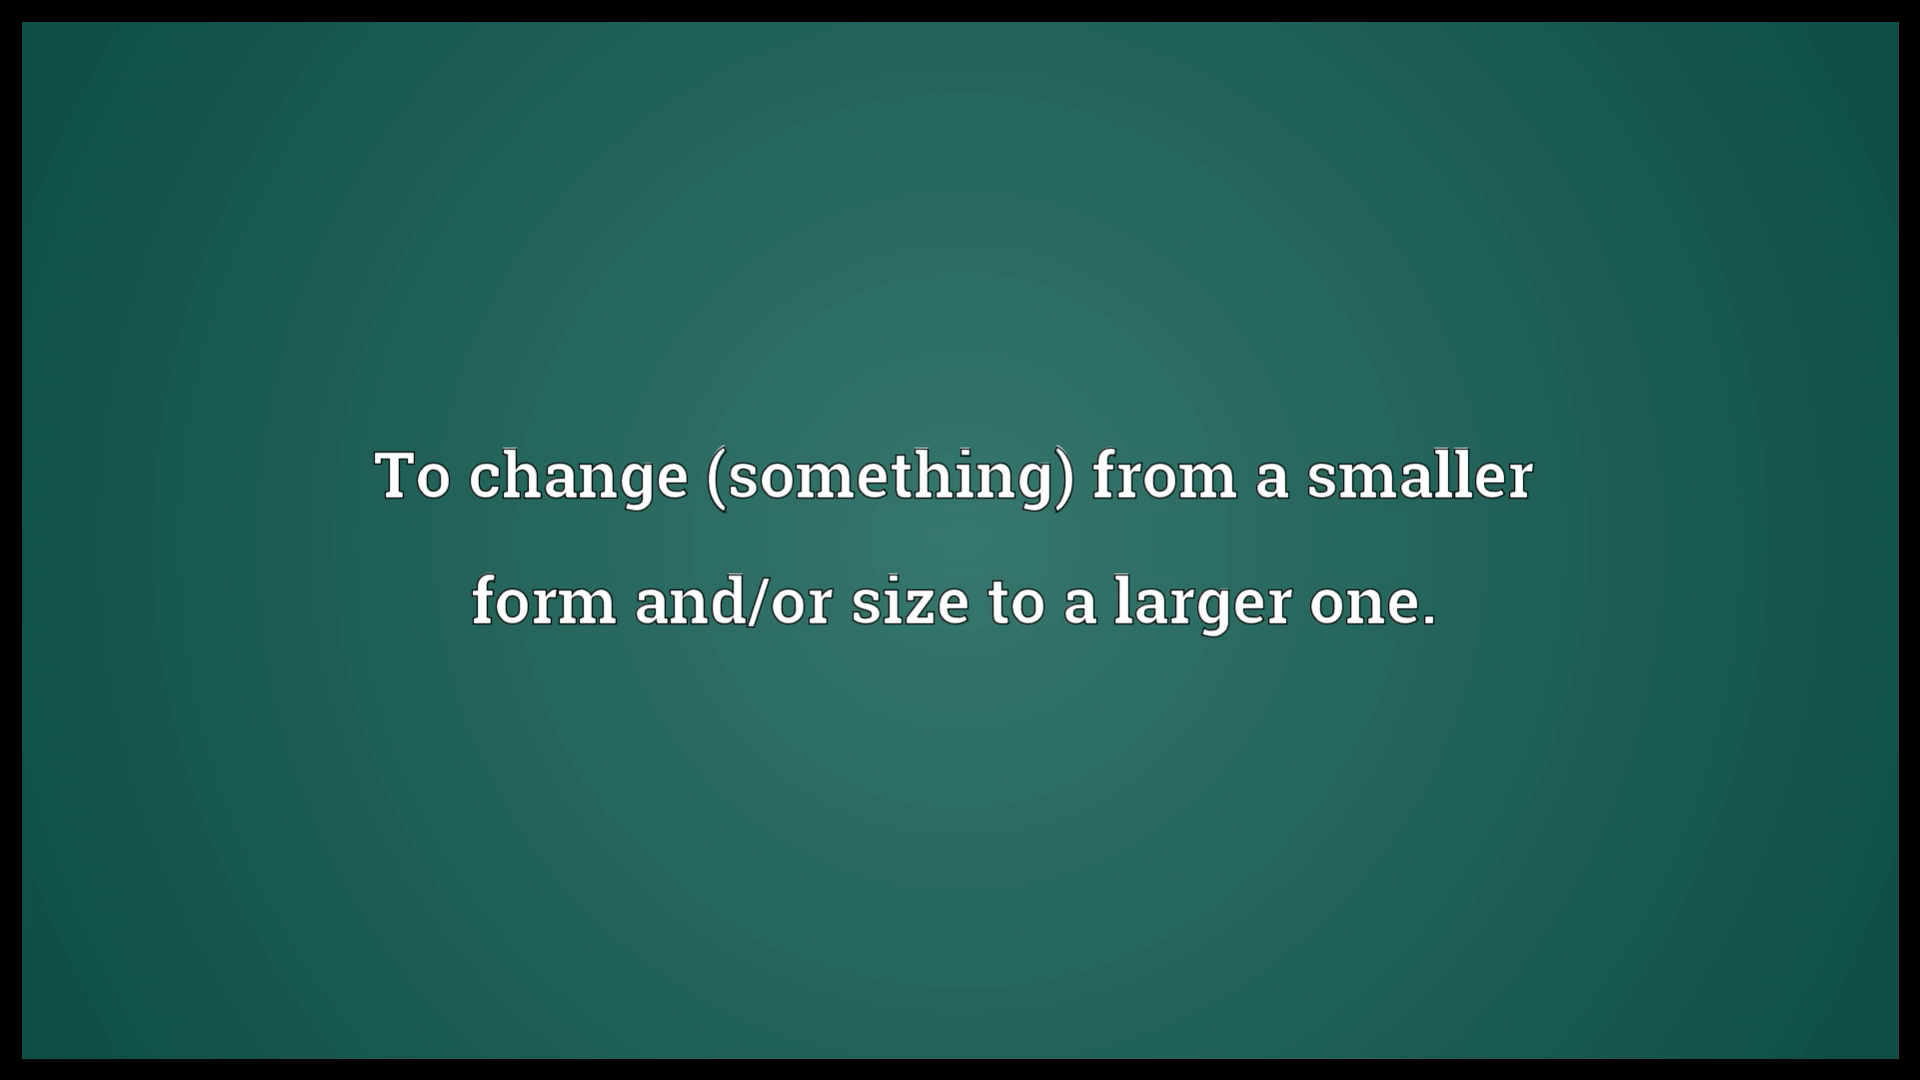 To change (something) from a smaller
form and/or size to a larger one.